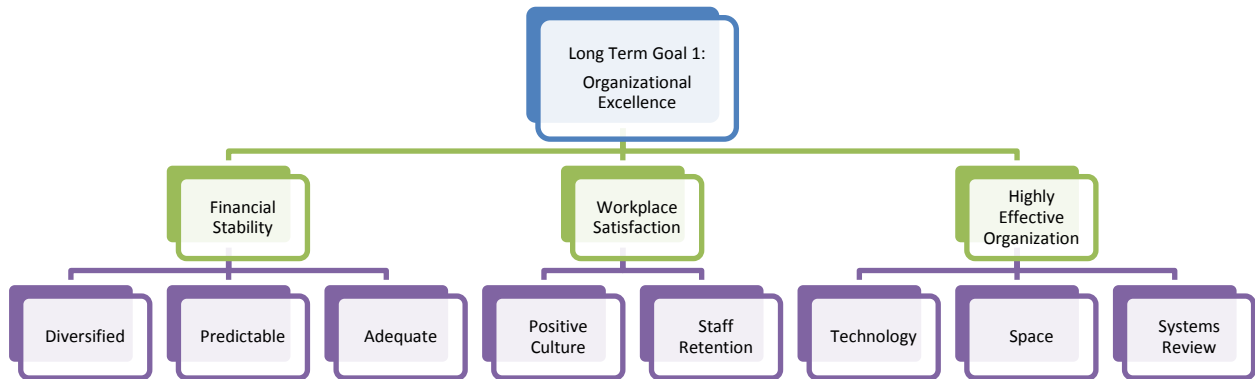 Long Term Goal 1:
Organizational
Excellence
Financial
Stability
Workplace
Satisfaction
Highly
Effective
Organization
Diversified
Predictable
Adequate
Positive
Culture
Staff
Retention
Technology
Space
Systems
Review